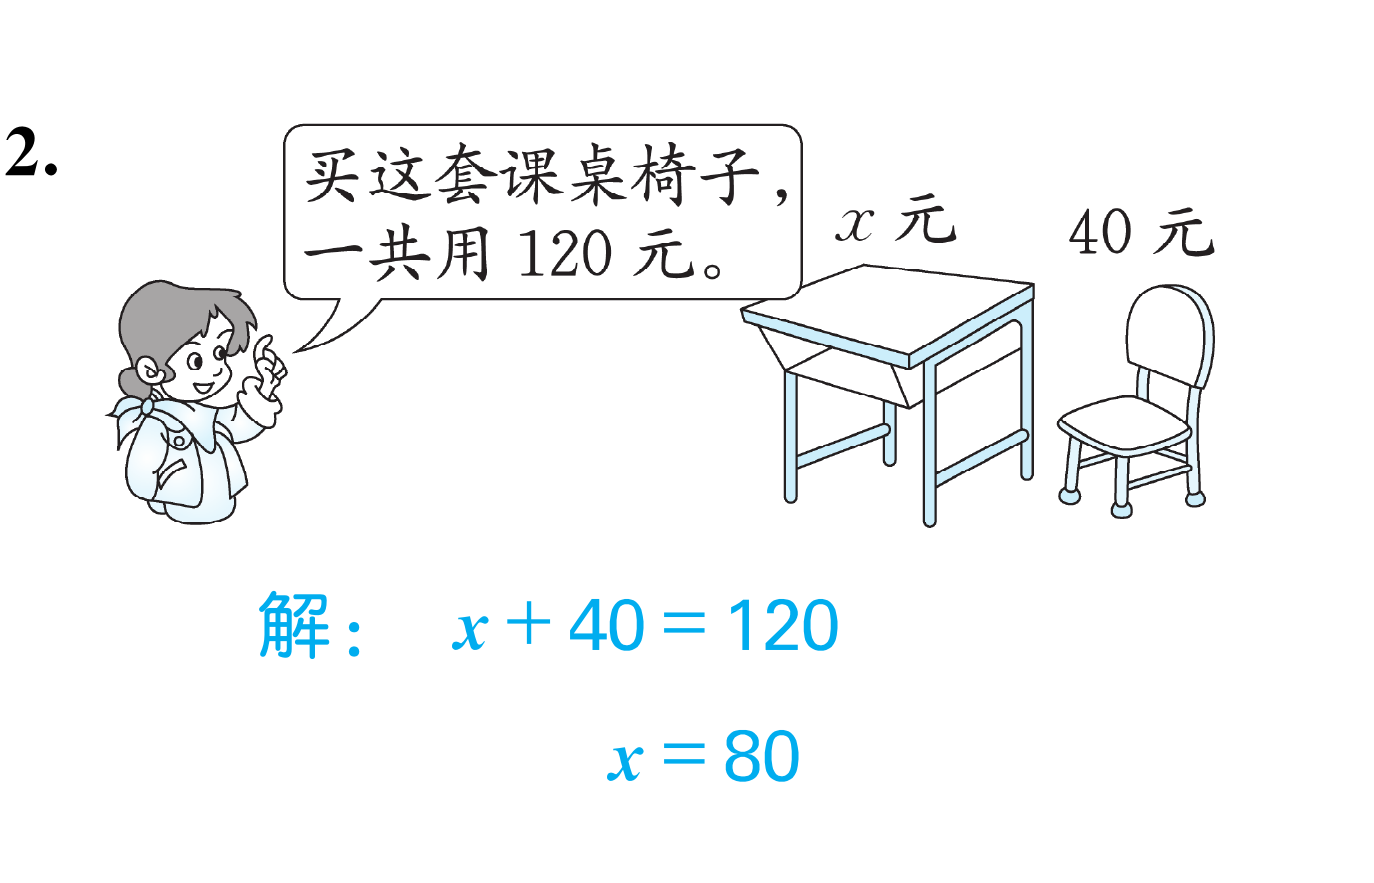 2.
买这套课桌椅子，
一共用 120 元。
x 元
40 元
解： x + 40 = 120
x = 80